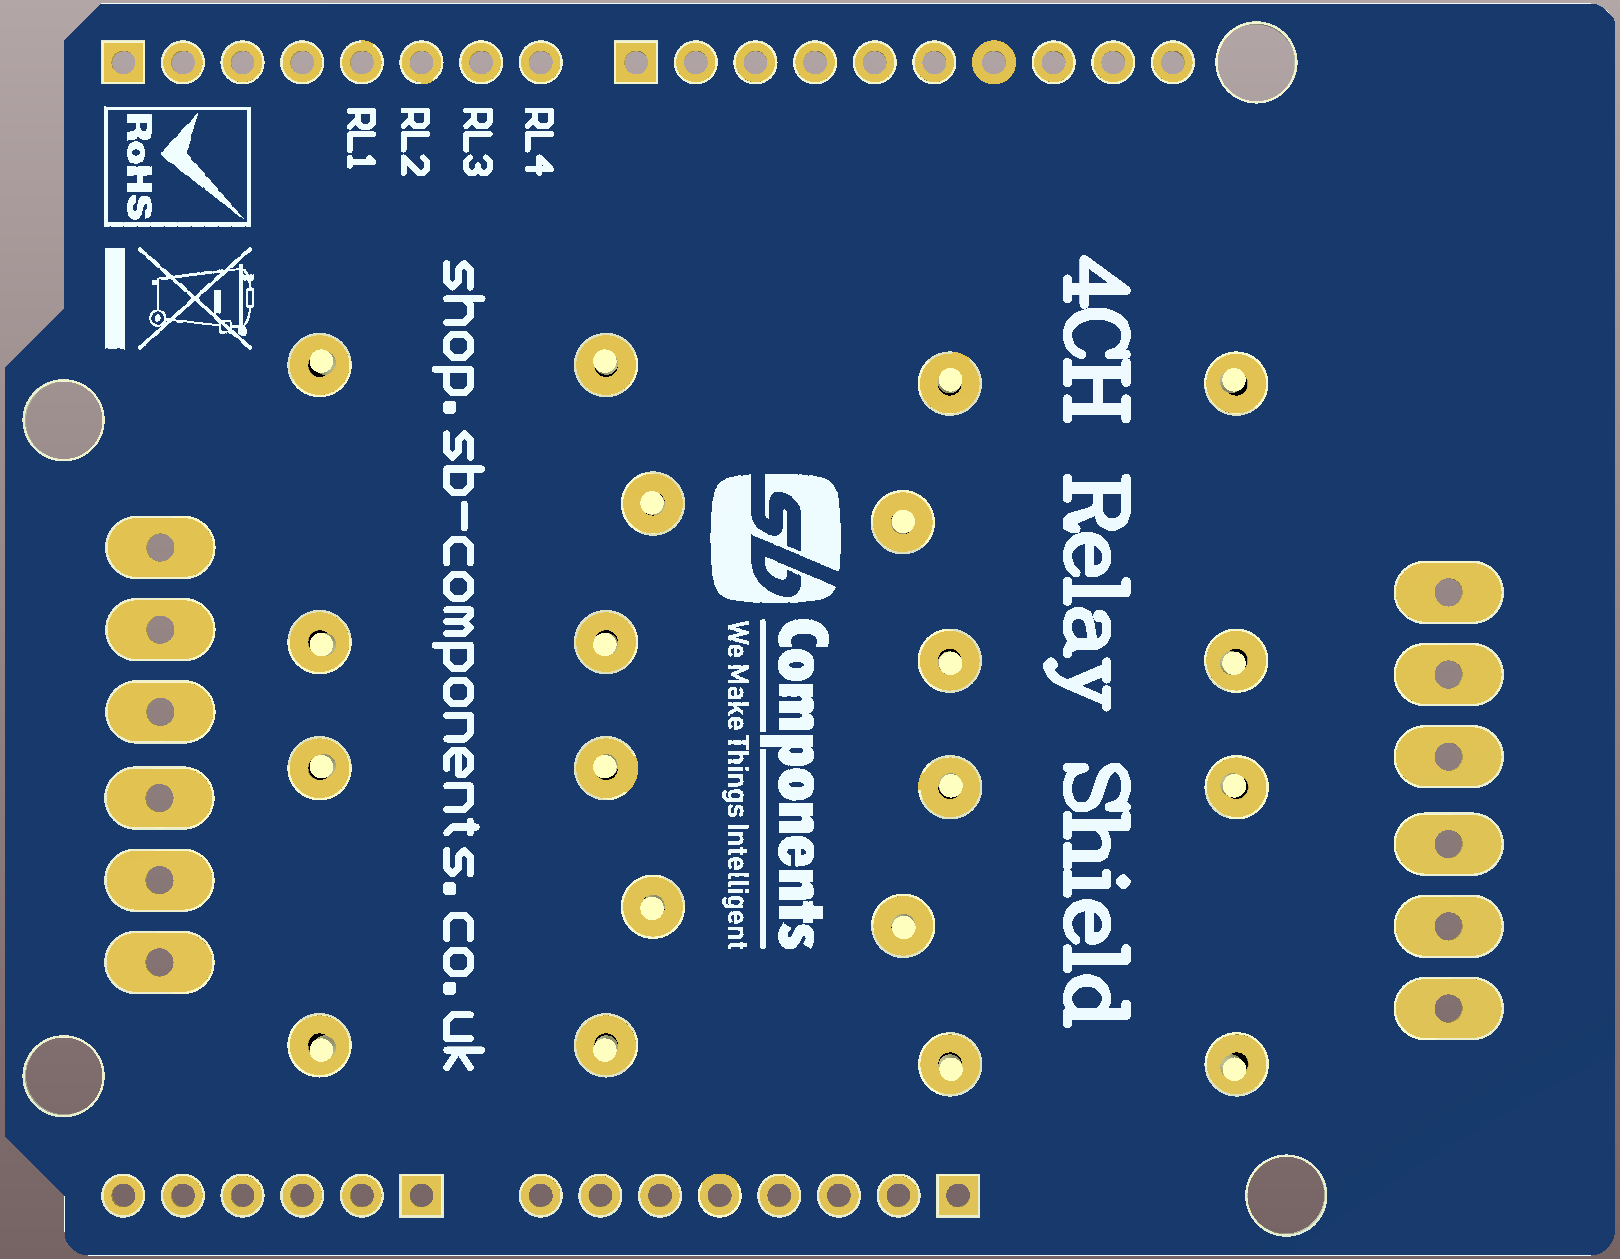 RL1
RL2
RL3
RL4
RoHS
shop.sb-components.co.uk
sb
Components
We Make Things Intelligent
4CH Relay Shield